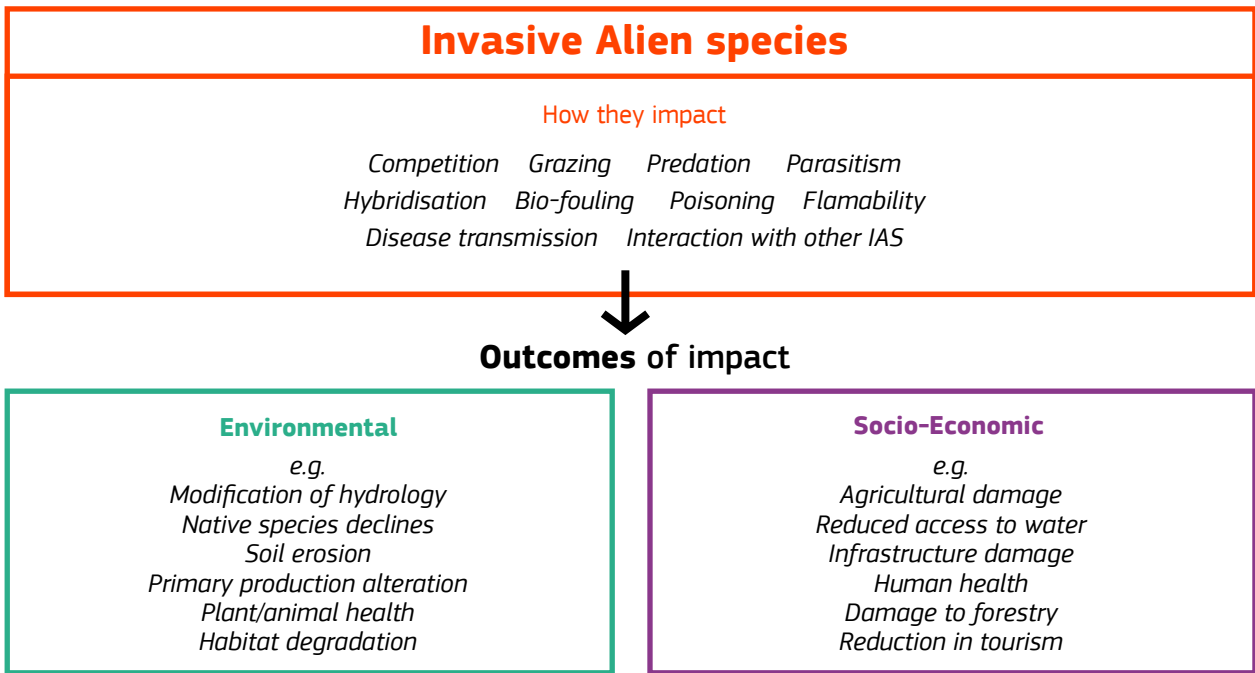 Invasive Alien species
How they impact
Competition Grazing Predation Parasitism
Hybridisation Bio-fouling Poisoning Flamability
Disease transmission Interaction with other IAS
Outcomes of impact
Environmental
e.g.
Modification of hydrology
Native species declines
Soil erosion
Primary production alteration
Plant/animal health
Habitat degradation
Socio-Economic
e.g.
Agricultural damage
Reduced access to water
Infrastructure damage
Human health
Damage to forestry
Reduction in tourism